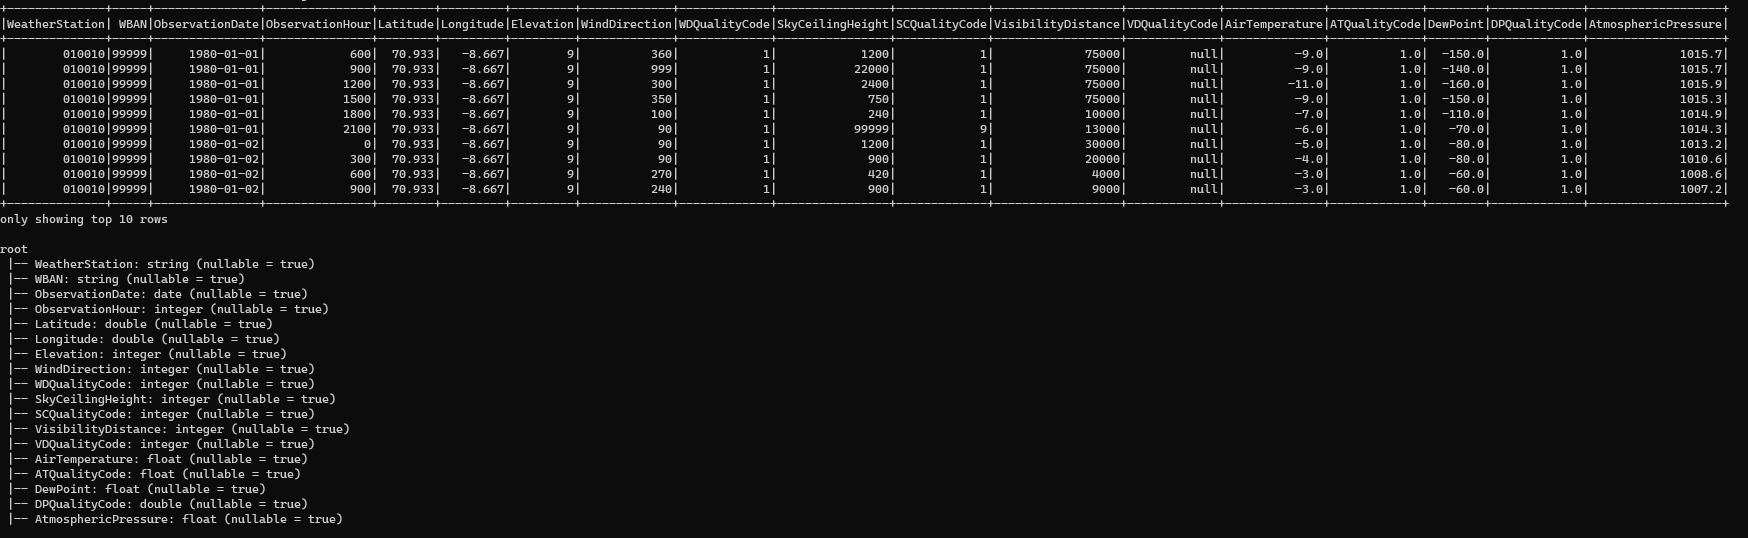 +--------------+-----+---------------+---------------+--------+---------+---------+-------------+-------------+----------------+-------------+------------------+-------------+--------------+-------------+--------+-------------+-------------------+
|WeatherStation| WBAN|ObservationDate|ObservationHour|Latitude|Longitude|Elevation|WindDirection|WDQualityCode|SkyCeilingHeight|SCQualityCode|VisibilityDistance|VDQualityCode|AirTemperature|ATQualityCode|DewPoint|DPQualityCode|AtmosphericPressure|
+--------------+-----+---------------+---------------+--------+---------+---------+-------------+-------------+----------------+-------------+------------------+-------------+--------------+-------------+--------+-------------+-------------------+
|        010010|99999|     1980-01-01|            600|  70.933|   -8.667|        9|          360|            1|            1200|            1|             75000|         null|          -9.0|          1.0|  -150.0|          1.0|             1015.7|
|        010010|99999|     1980-01-01|            900|  70.933|   -8.667|        9|          999|            1|           22000|            1|             75000|         null|          -9.0|          1.0|  -140.0|          1.0|             1015.7|
|        010010|99999|     1980-01-01|           1200|  70.933|   -8.667|        9|          300|            1|            2400|            1|             75000|         null|         -11.0|          1.0|  -160.0|          1.0|             1015.9|
|        010010|99999|     1980-01-01|           1500|  70.933|   -8.667|        9|          350|            1|             750|            1|             75000|         null|          -9.0|          1.0|  -150.0|          1.0|             1015.3|
|        010010|99999|     1980-01-01|           1800|  70.933|   -8.667|        9|          100|            1|             240|            1|             10000|         null|          -7.0|          1.0|  -110.0|          1.0|             1014.9|
|        010010|99999|     1980-01-01|           2100|  70.933|   -8.667|        9|           90|            1|           99999|            9|             13000|         null|          -6.0|          1.0|   -70.0|          1.0|             1014.3|
|        010010|99999|     1980-01-02|              0|  70.933|   -8.667|        9|           90|            1|            1200|            1|             30000|         null|          -5.0|          1.0|   -80.0|          1.0|             1013.2|
|        010010|99999|     1980-01-02|            300|  70.933|   -8.667|        9|           90|            1|             900|            1|             20000|         null|          -4.0|          1.0|   -80.0|          1.0|             1010.6|
|        010010|99999|     1980-01-02|            600|  70.933|   -8.667|        9|          270|            1|             420|            1|              4000|         null|          -3.0|          1.0|   -60.0|          1.0|             1008.6|
|        010010|99999|     1980-01-02|            900|  70.933|   -8.667|        9|          240|            1|             900|            1|              9000|         null|          -3.0|          1.0|   -60.0|          1.0|             1007.2|
+--------------+-----+---------------+---------------+--------+---------+---------+-------------+-------------+----------------+-------------+------------------+-------------+--------------+-------------+--------+-------------+-------------------+
only showing top 10 rows
root
 |-- WeatherStation: string (nullable = true)
 |-- WBAN: string (nullable = true)
 |-- ObservationDate: date (nullable = true)
 |-- ObservationHour: integer (nullable = true)
 |-- Latitude: double (nullable = true)
 |-- Longitude: double (nullable = true)
 |-- Elevation: integer (nullable = true)
 |-- WindDirection: integer (nullable = true)
 |-- WDQualityCode: integer (nullable = true)
 |-- SkyCeilingHeight: integer (nullable = true)
 |-- SCQualityCode: integer (nullable = true)
 |-- VisibilityDistance: integer (nullable = true)
 |-- VDQualityCode: integer (nullable = true)
 |-- AirTemperature: float (nullable = true)
 |-- ATQualityCode: float (nullable = true)
 |-- DewPoint: float (nullable = true)
 |-- DPQualityCode: double (nullable = true)
 |-- AtmosphericPressure: float (nullable = true)